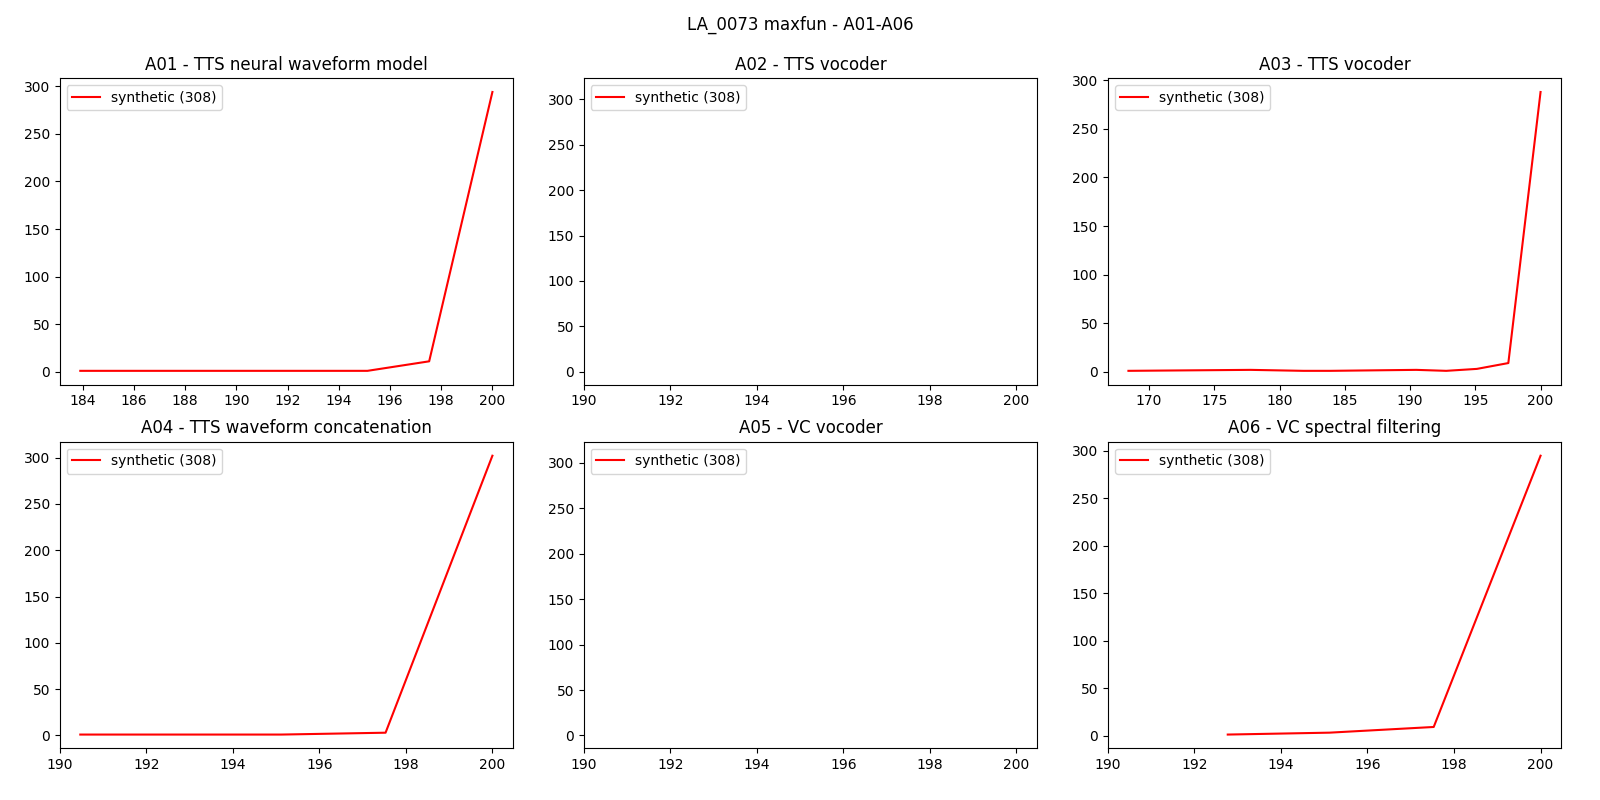 LA_0073 maxfun - A01-A06
A01 - TTS neural waveform model
synthetic (308)
300
250
200
150
100
50
0
184 186 188 190 192 194 196 198 200
A02 - TTS vocoder
synthetic (308)
300
250
200
150
100
50
0
190 192 194 196 198 200
A03 - TTS vocoder
synthetic (308)
300
250
200
150
100
50
0
170 175 180 185 190 195 200
A04 - TTS waveform concatenation
synthetic (308)
300
250
200
150
100
50
0
190 192 194 196 198 200
A05 - VC vocoder
synthetic (308)
300
250
200
150
100
50
0
190 192 194 196 198 200
A06 - VC spectral filtering
synthetic (308)
300
250
200
150
100
50
0
190 192 194 196 198 200